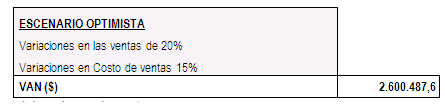 ESCENARIO OPTIMISTA
Variaciones en las ventas de 20%
Variaciones en Costo de ventas 15%
VAN ($) 2.600.487,6